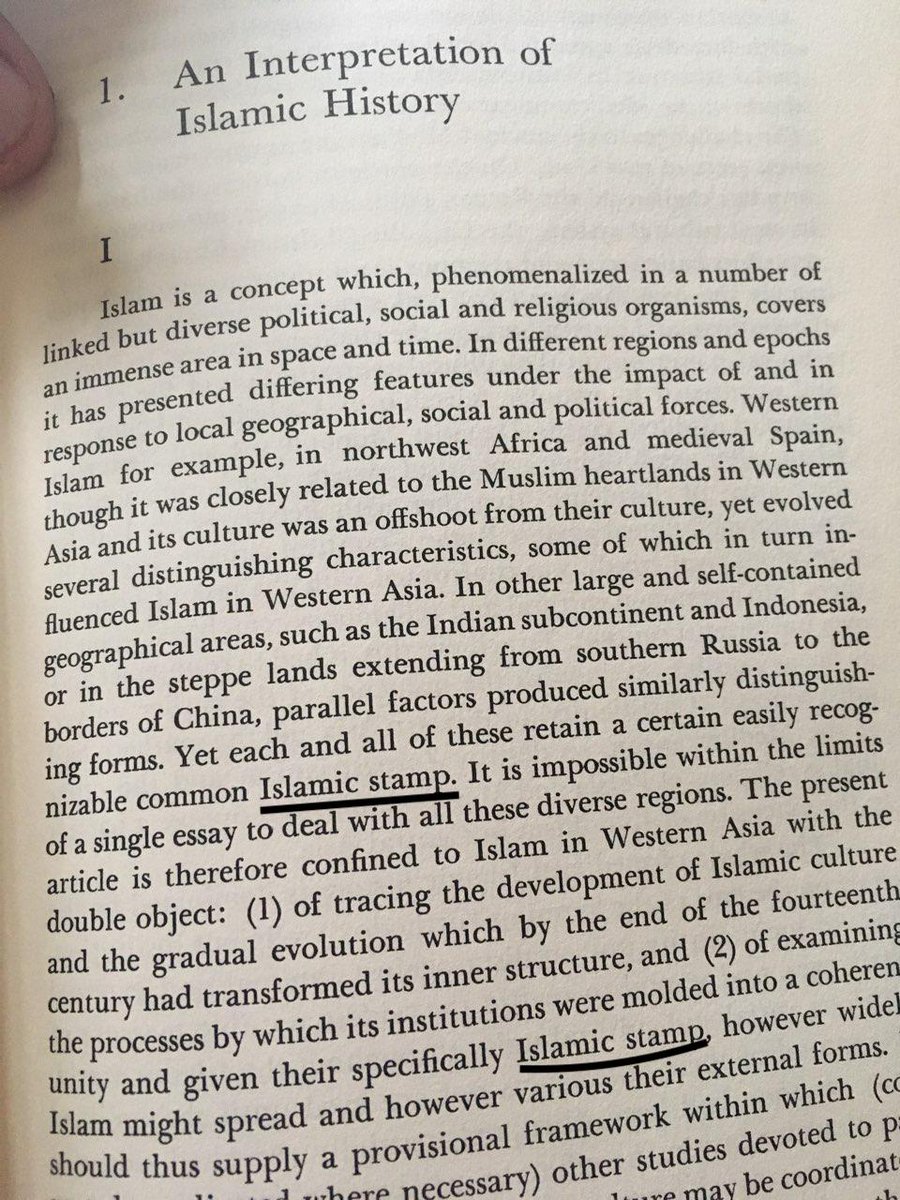 1. An Interpretation of
Islamic History
I
Islam is a concept which, phenomenalized in a number of
linked but diverse political, social and religious organisms, covers
an immense area in space and time. In different regions and epochs
it has presented differing features under the impact of and in
response to local geographical, social and political forces. Western
Islam for example, in northwest Africa and medieval Spain,
though it was closely related to the Muslim heartlands in Western
Asia and its culture was an offshoot from their culture, yet evolved
several distinguishing characteristics, some of which in turn in-
fluenced Islam in Western Asia. In other large and self-contained
geographical areas, such as the Indian subcontinent and Indonesia,
or in the steppe lands extending from southern Russia to the
borders of China, parallel factors produced similarly distinguish-
ing forms. Yet each and all of these retain a certain easily recog-
nizable common Islamic stamp. It is impossible within the limits
of a single essay to deal with all these diverse regions. The present
article is therefore confined to Islam in Western Asia with the
double object: (1) of tracing the development of Islamic culture
and the gradual evolution which by the end of the fourteenth
century had transformed its inner structure, and (2) of examining
the processes by which its institutions were molded into a coheren
unity and given their specifically Islamic stamp, however widel
Islam might spread and however various their external forms.
should thus supply a provisional framework within which (co
where necessary) other studies devoted to
may be coordinat